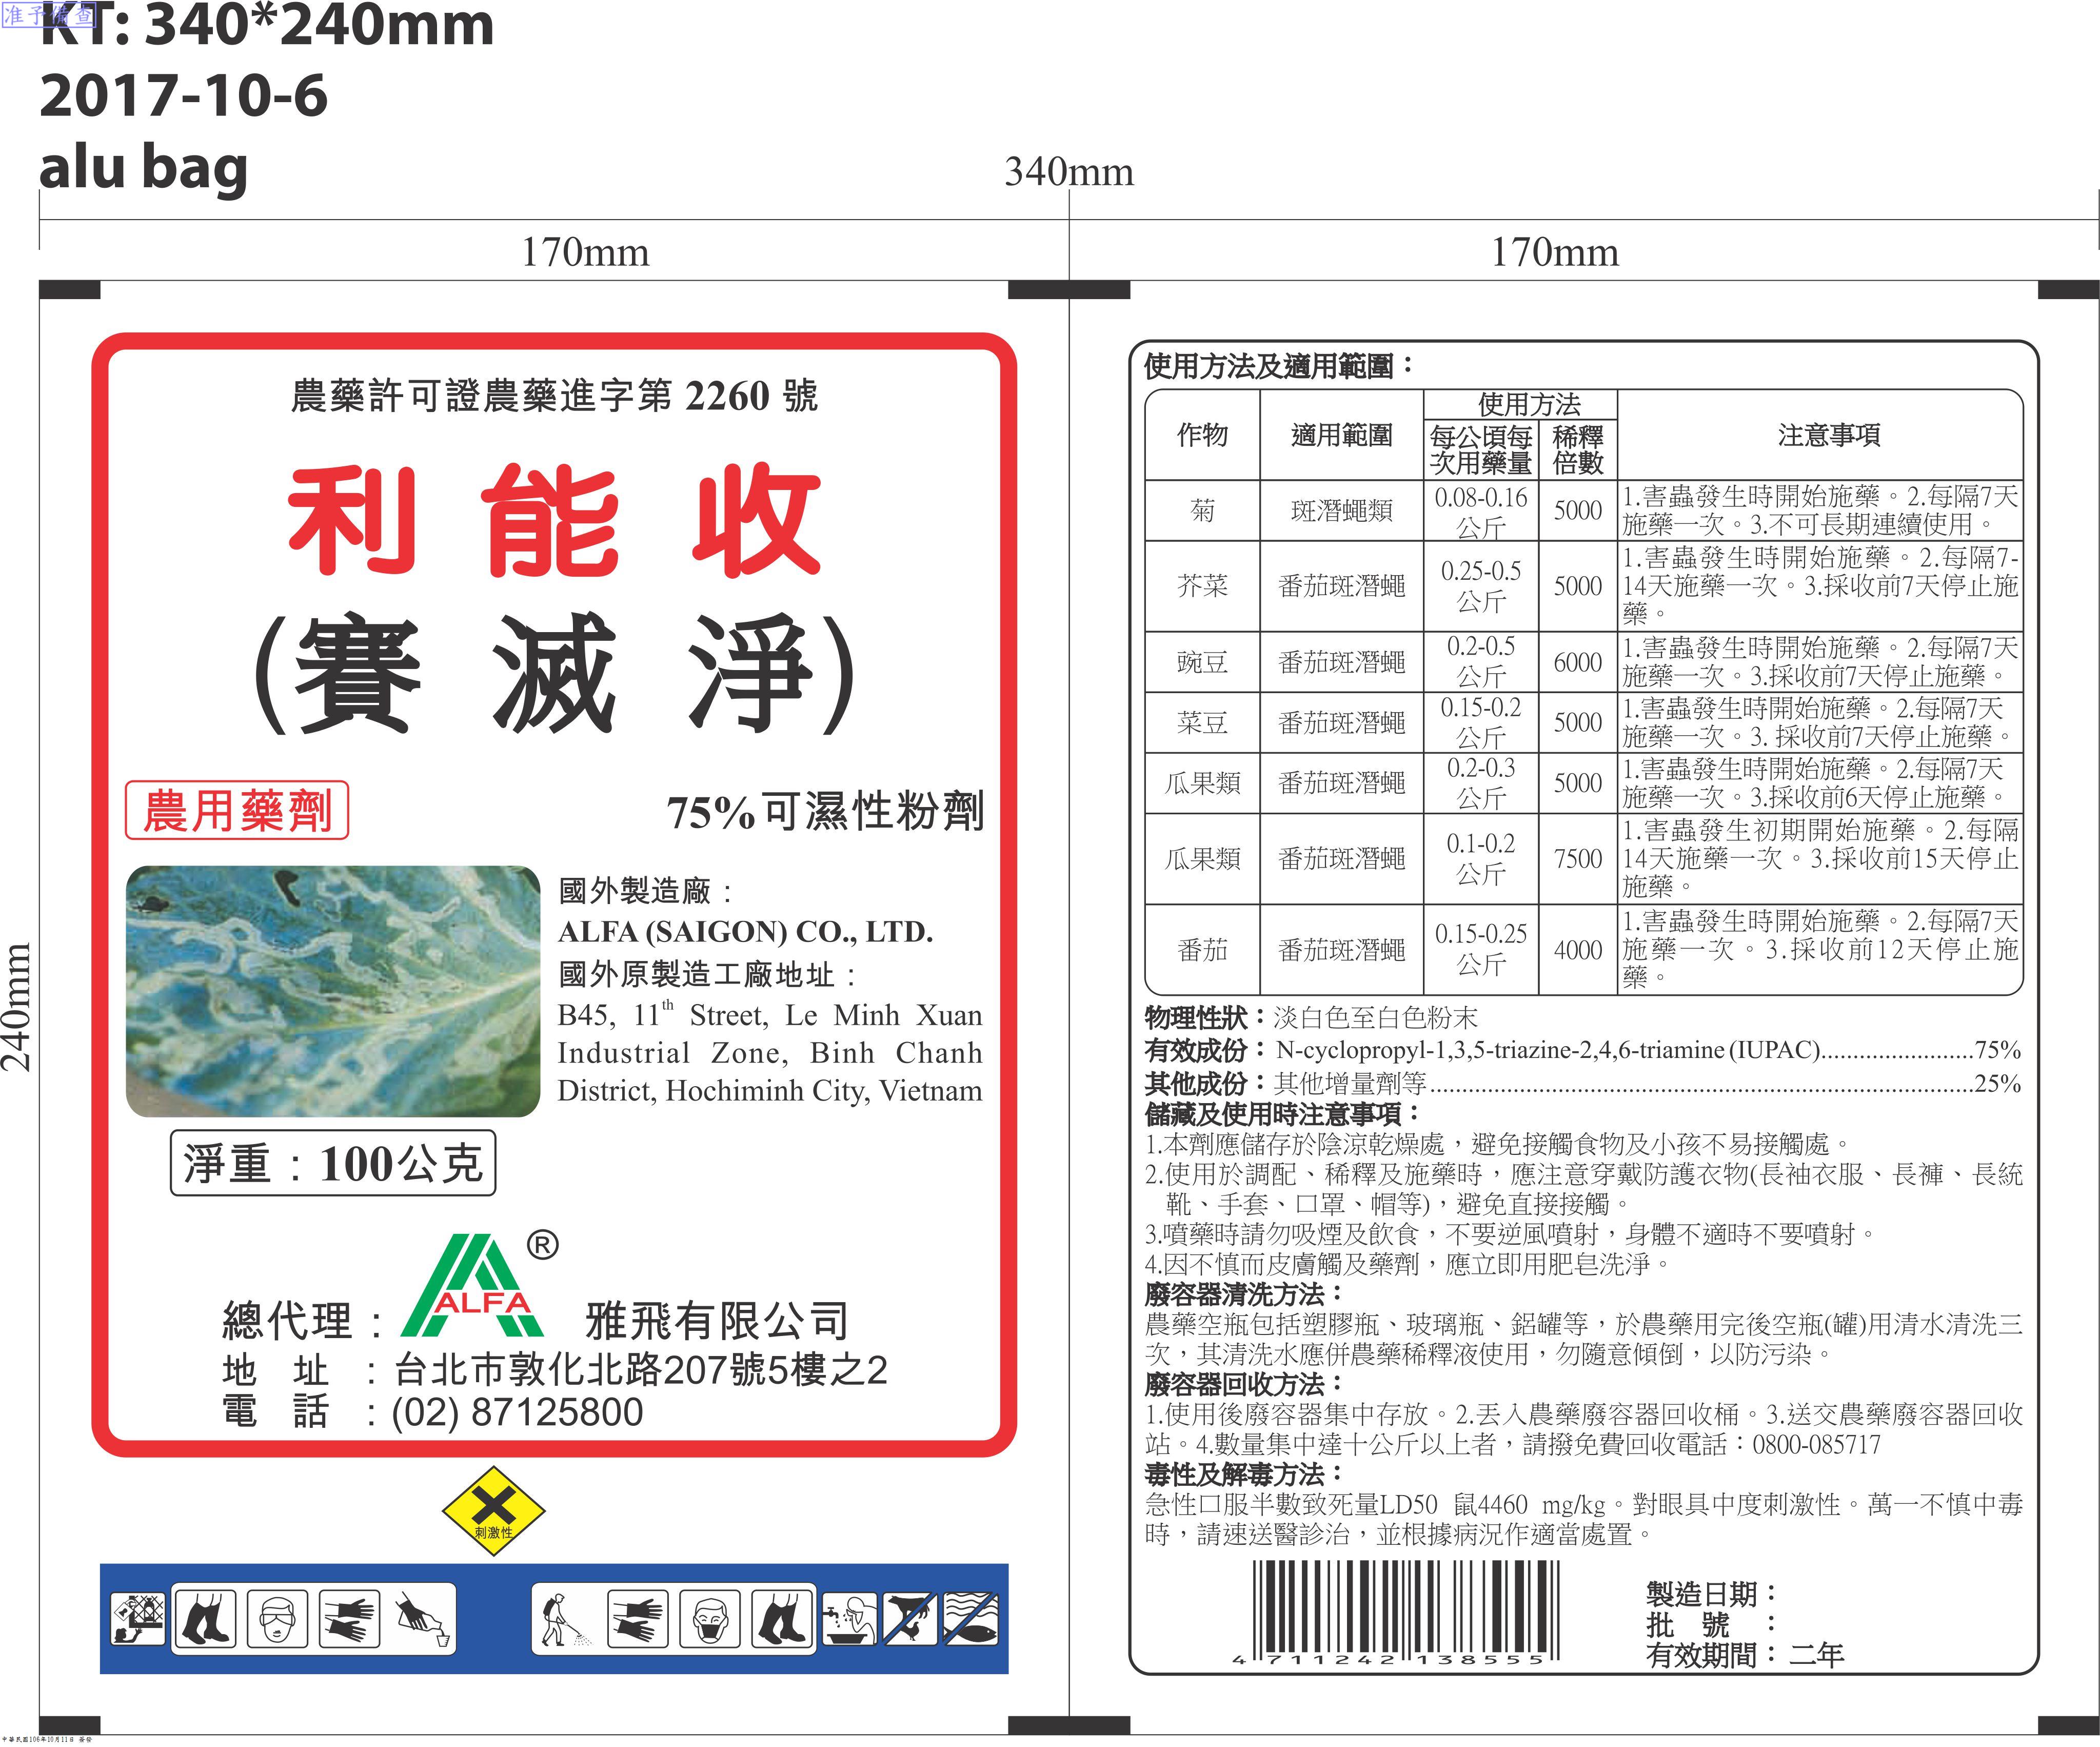 准予備查
KT: 340*240mm
2017-10-6
alu bag
340mm
170mm
170mm
240mm
農藥許可證農藥進字第 2260 號
利 能 收
(賽 滅 淨)
農用藥劑
75%可濕性粉劑
國外製造廠：
ALFA (SAIGON) CO., LTD.
國外原製造工廠地址：
B45, 11th Street, Le Minh Xuan
Industrial Zone, Binh Chanh
District, Hochiminh City, Vietnam
淨重：100公克
ALFA ®
總代理： 雅飛有限公司
地 址 ：台北市敦化北路207號5樓之2
電 話 ：(02) 87125800
刺激性
使用方法及適用範圍：
作物 適用範圍 使用方法 注意事項
每公頃每 稀釋
次用藥量 倍數
菊 斑潛蠅類 0.08-0.16 公斤 5000 1.害蟲發生時開始施藥。2.每隔7天
施藥一次。3.不可長期連續使用。
芥菜 番茄斑潛蠅 0.25-0.5 公斤 5000 1.害蟲發生時開始施藥。2.每隔7-
14天施藥一次。3.採收前7天停止施
藥。
豌豆 番茄斑潛蠅 0.2-0.5 公斤 6000 1.害蟲發生時開始施藥。2.每隔7天
施藥一次。3.採收前7天停止施藥。
菜豆 番茄斑潛蠅 0.15-0.2 公斤 5000 1.害蟲發生時開始施藥。2.每隔7天
施藥一次。3. 採收前7天停止施藥。
瓜果類 番茄斑潛蠅 0.2-0.3 公斤 5000 1.害蟲發生時開始施藥。2.每隔7天
施藥一次。3.採收前6天停止施藥。
瓜果類 番茄斑潛蠅 0.1-0.2 公斤 7500 1.害蟲發生初期開始施藥。2.每隔
14天施藥一次。3.採收前15天停止
施藥。
番茄 番茄斑潛蠅 0.15-0.25 公斤 4000 1.害蟲發生時開始施藥。2.每隔7天
施藥一次。3.採收前12天停止施
藥。
物理性狀：淡白色至白色粉末
有效成份：N-cyclopropyl-1,3,5-triazine-2,4,6-triamine (IUPAC)........................75%
其他成份：其他增量劑等....................................................................................25%
儲藏及使用時注意事項：
1.本劑應儲存於陰涼乾燥處，避免接觸食物及小孩不易接觸處。
2.使用於調配、稀釋及施藥時，應注意穿戴防護衣物(長袖衣服、長褲、長統
靴、手套、口罩、帽等)，避免直接接觸。
3.噴藥時請勿吸煙及飲食，不要逆風噴射，身體不適時不要噴射。
4.因不慎而皮膚觸及藥劑，應立即用肥皂洗淨。
廢容器清洗方法：
農藥空瓶包括塑膠瓶、玻璃瓶、鋁罐等，於農藥用完後空瓶(罐)用清水清洗三
次，其清洗水應併農藥稀釋液使用，勿隨意傾倒，以防污染。
廢容器回收方法：
1.使用後廢容器集中存放。2.丟入農藥廢容器回收桶。3.送交農藥廢容器回收
站。4.數量集中達十公斤以上者，請撥免費回收電話：0800-085717
毒性及解毒方法：
急性口服半數致死量LD50 鼠4460 mg/kg。對眼具中度刺激性。萬一不慎中毒
時，請速送醫診治，並根據病況作適當處置。
4 711242 138555
製造日期：
批 號 ：
有效期間： 二年
中華民國106年10月11日 簽發